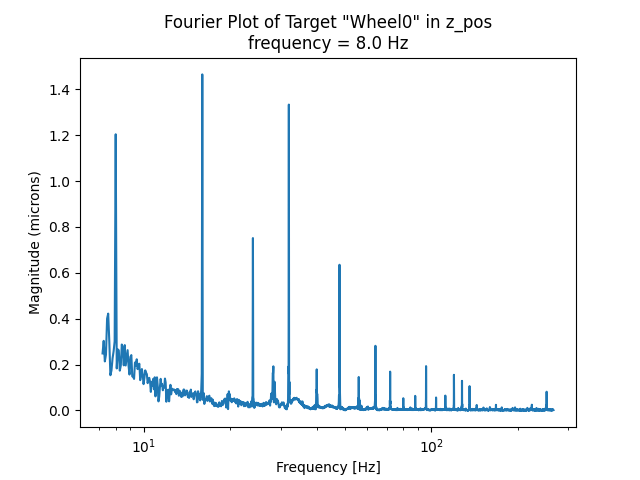 Fourier Plot of Target "Wheel0" in z_pos
frequency = 8.0 Hz
Magnitude (microns)
1.4
1.2
1.0
0.8
0.6
0.4
0.2
0.0
10¹
10²
Frequency [Hz]